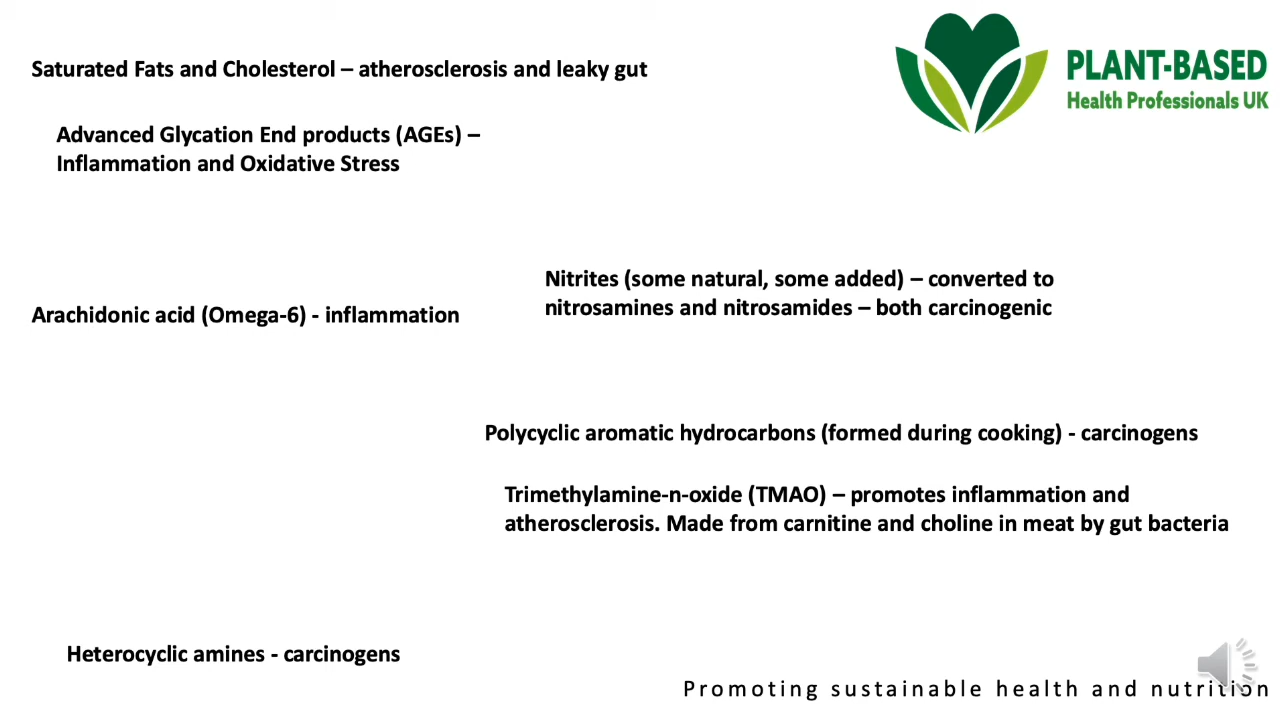 Saturated Fats and Cholesterol – atherosclerosis and leaky gut
PLANT-BASED
Health Professionals UK
Advanced Glycation End products (AGEs) –
Inflammation and Oxidative Stress
Nitrites (some natural, some added) – converted to
nitrosamines and nitrosamides – both carcinogenic
Arachidonic acid (Omega-6) - inflammation
Polycyclic aromatic hydrocarbons (formed during cooking) - carcinogens
Trimethylamine-n-oxide (TMAO) – promotes inflammation and
atherosclerosis. Made from carnitine and choline in meat by gut bacteria
Heterocyclic amines - carcinogens
Promoting sustainable health and nutrition